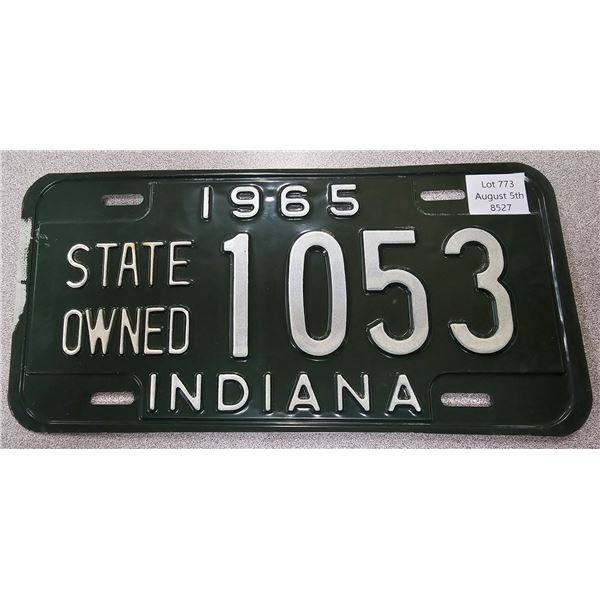 1965
Lot 773
August 5th
8527
STATE
OWNED
1053
INDIANA